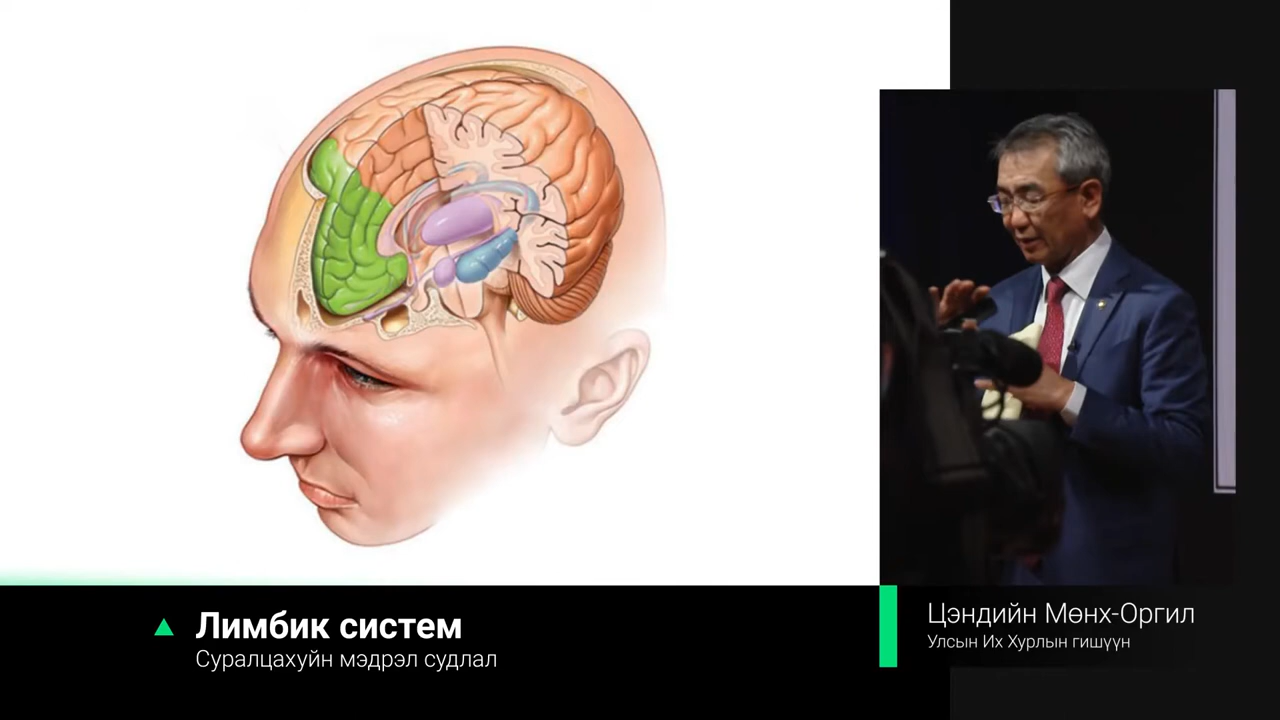 Лимбик систем
Суралцахуйн мэдрэл судлал
Цэндийн Мөнх-Оргил
Улсын Их Хурлын гишүүн